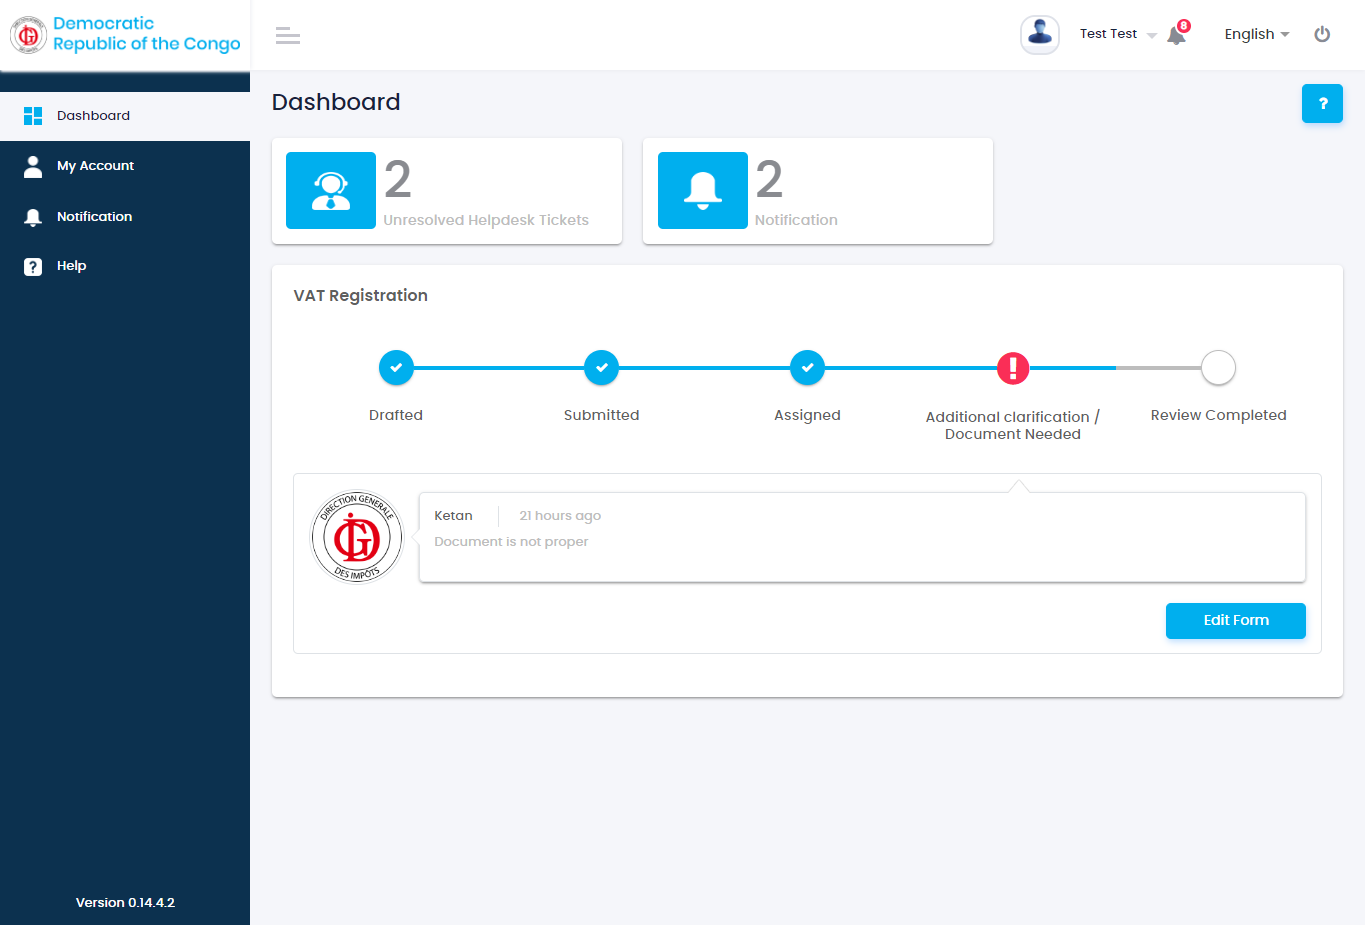 Democratic
Republic of the Congo
Test Test
8
English
Dashboard
My Account
Notification
Help
Version 0.14.4.2
Dashboard
?
2
Unresolved Helpdesk Tickets
2
Notification
VAT Registration
Drafted
Submitted
Assigned
Additional clarification /
Document Needed
Review Completed
DIRECTION GENERALE
DES IMPÔTS
DGI
Ketan
21 hours ago
Document is not proper
Edit Form